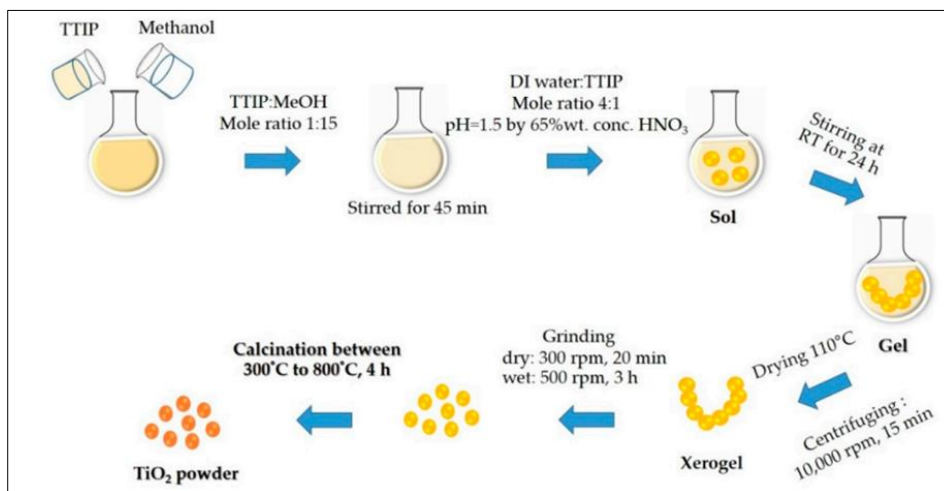 TTIP
Methanol
TTIP:MeOH
Mole ratio 1:15
Stirred for 45 min
DI water:TTIP
Mole ratio 4:1
pH=1.5 by 65%wt. conc. HNO₃
Sol
Stirring at
RT for 24 h
Gel
Drying 110°C
Centrifuging :
10,000 rpm, 15 min
Xerogel
Grinding
dry: 300 rpm, 20 min
wet: 500 rpm, 3 h
Calcination between
300˚C to 800˚C, 4 h
TiO₂ powder